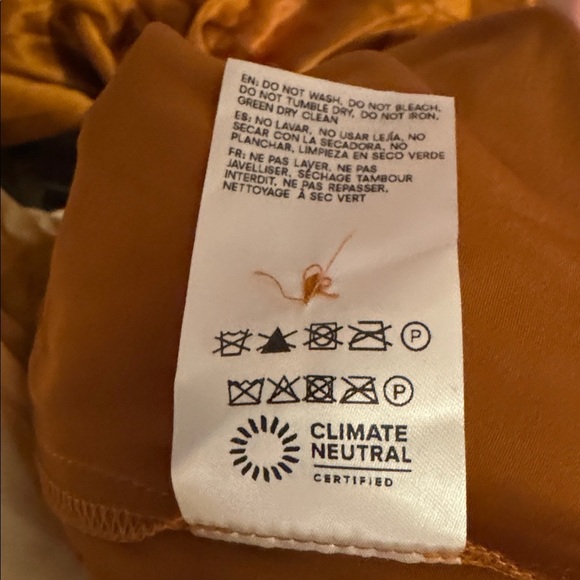 EN: DO NOT WASH, DO NOT BLEACH,
DO NOT TUMBLE DRY, DO NOT IRON,
GREEN DRY CLEAN
ES: NO LAVAR, NO USAR LEJÍA, NO
SECAR CON LA SECADORA, NO
PLANCHAR, LIMPIEZA EN SECO VERDE
FR: NE PAS LAVER, NE PAS
JAVELLISER, SÉCHAGE TAMBOUR
INTERDIT, NE PAS REPASSER,
NETTOYAGE À SEC VERT
P
P
CLIMATE
NEUTRAL
CERTIFIED